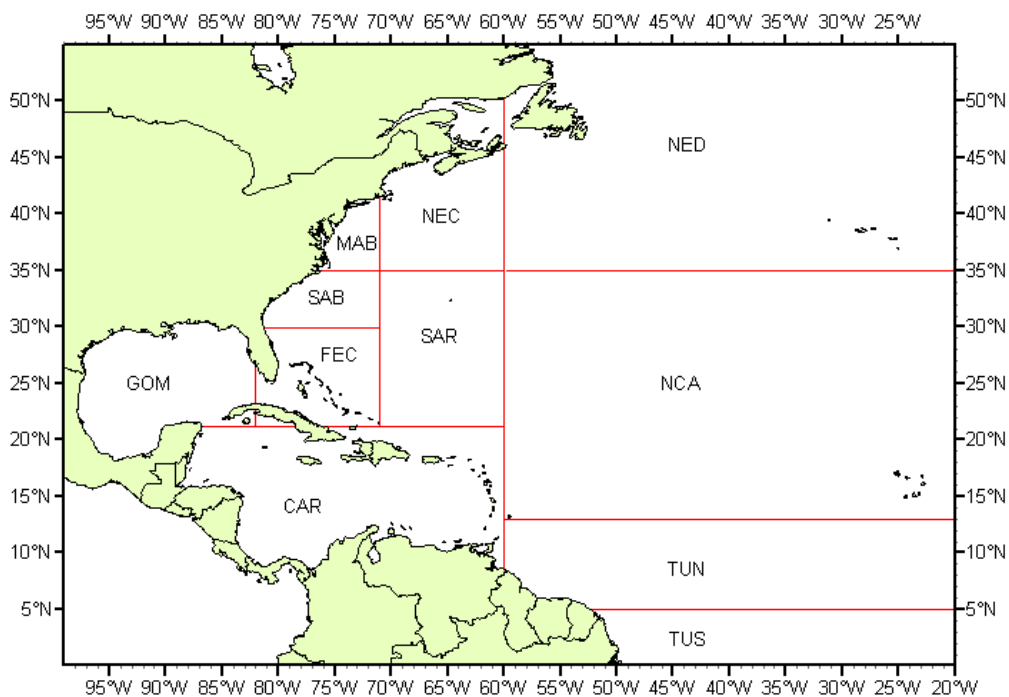 95°W 90°W 85°W 80°W 75°W 70°W 65°W 60°W 55°W 50°W 45°W 40°W 35°W 30°W 25°W
50°N 50°N
NED
45°N 45°N
40°N NEC 40°N
MAB
35°N 35°N
SAB
30°N SAR 30°N
FEC
25°N GOM NCA 25°N
20°N 20°N
15°N CAR 15°N
10°N 10°N
TUN
5°N 5°N
TUS
95°W 90°W 85°W 80°W 75°W 70°W 65°W 60°W 55°W 50°W 45°W 40°W 35°W 30°W 25°W 20°W